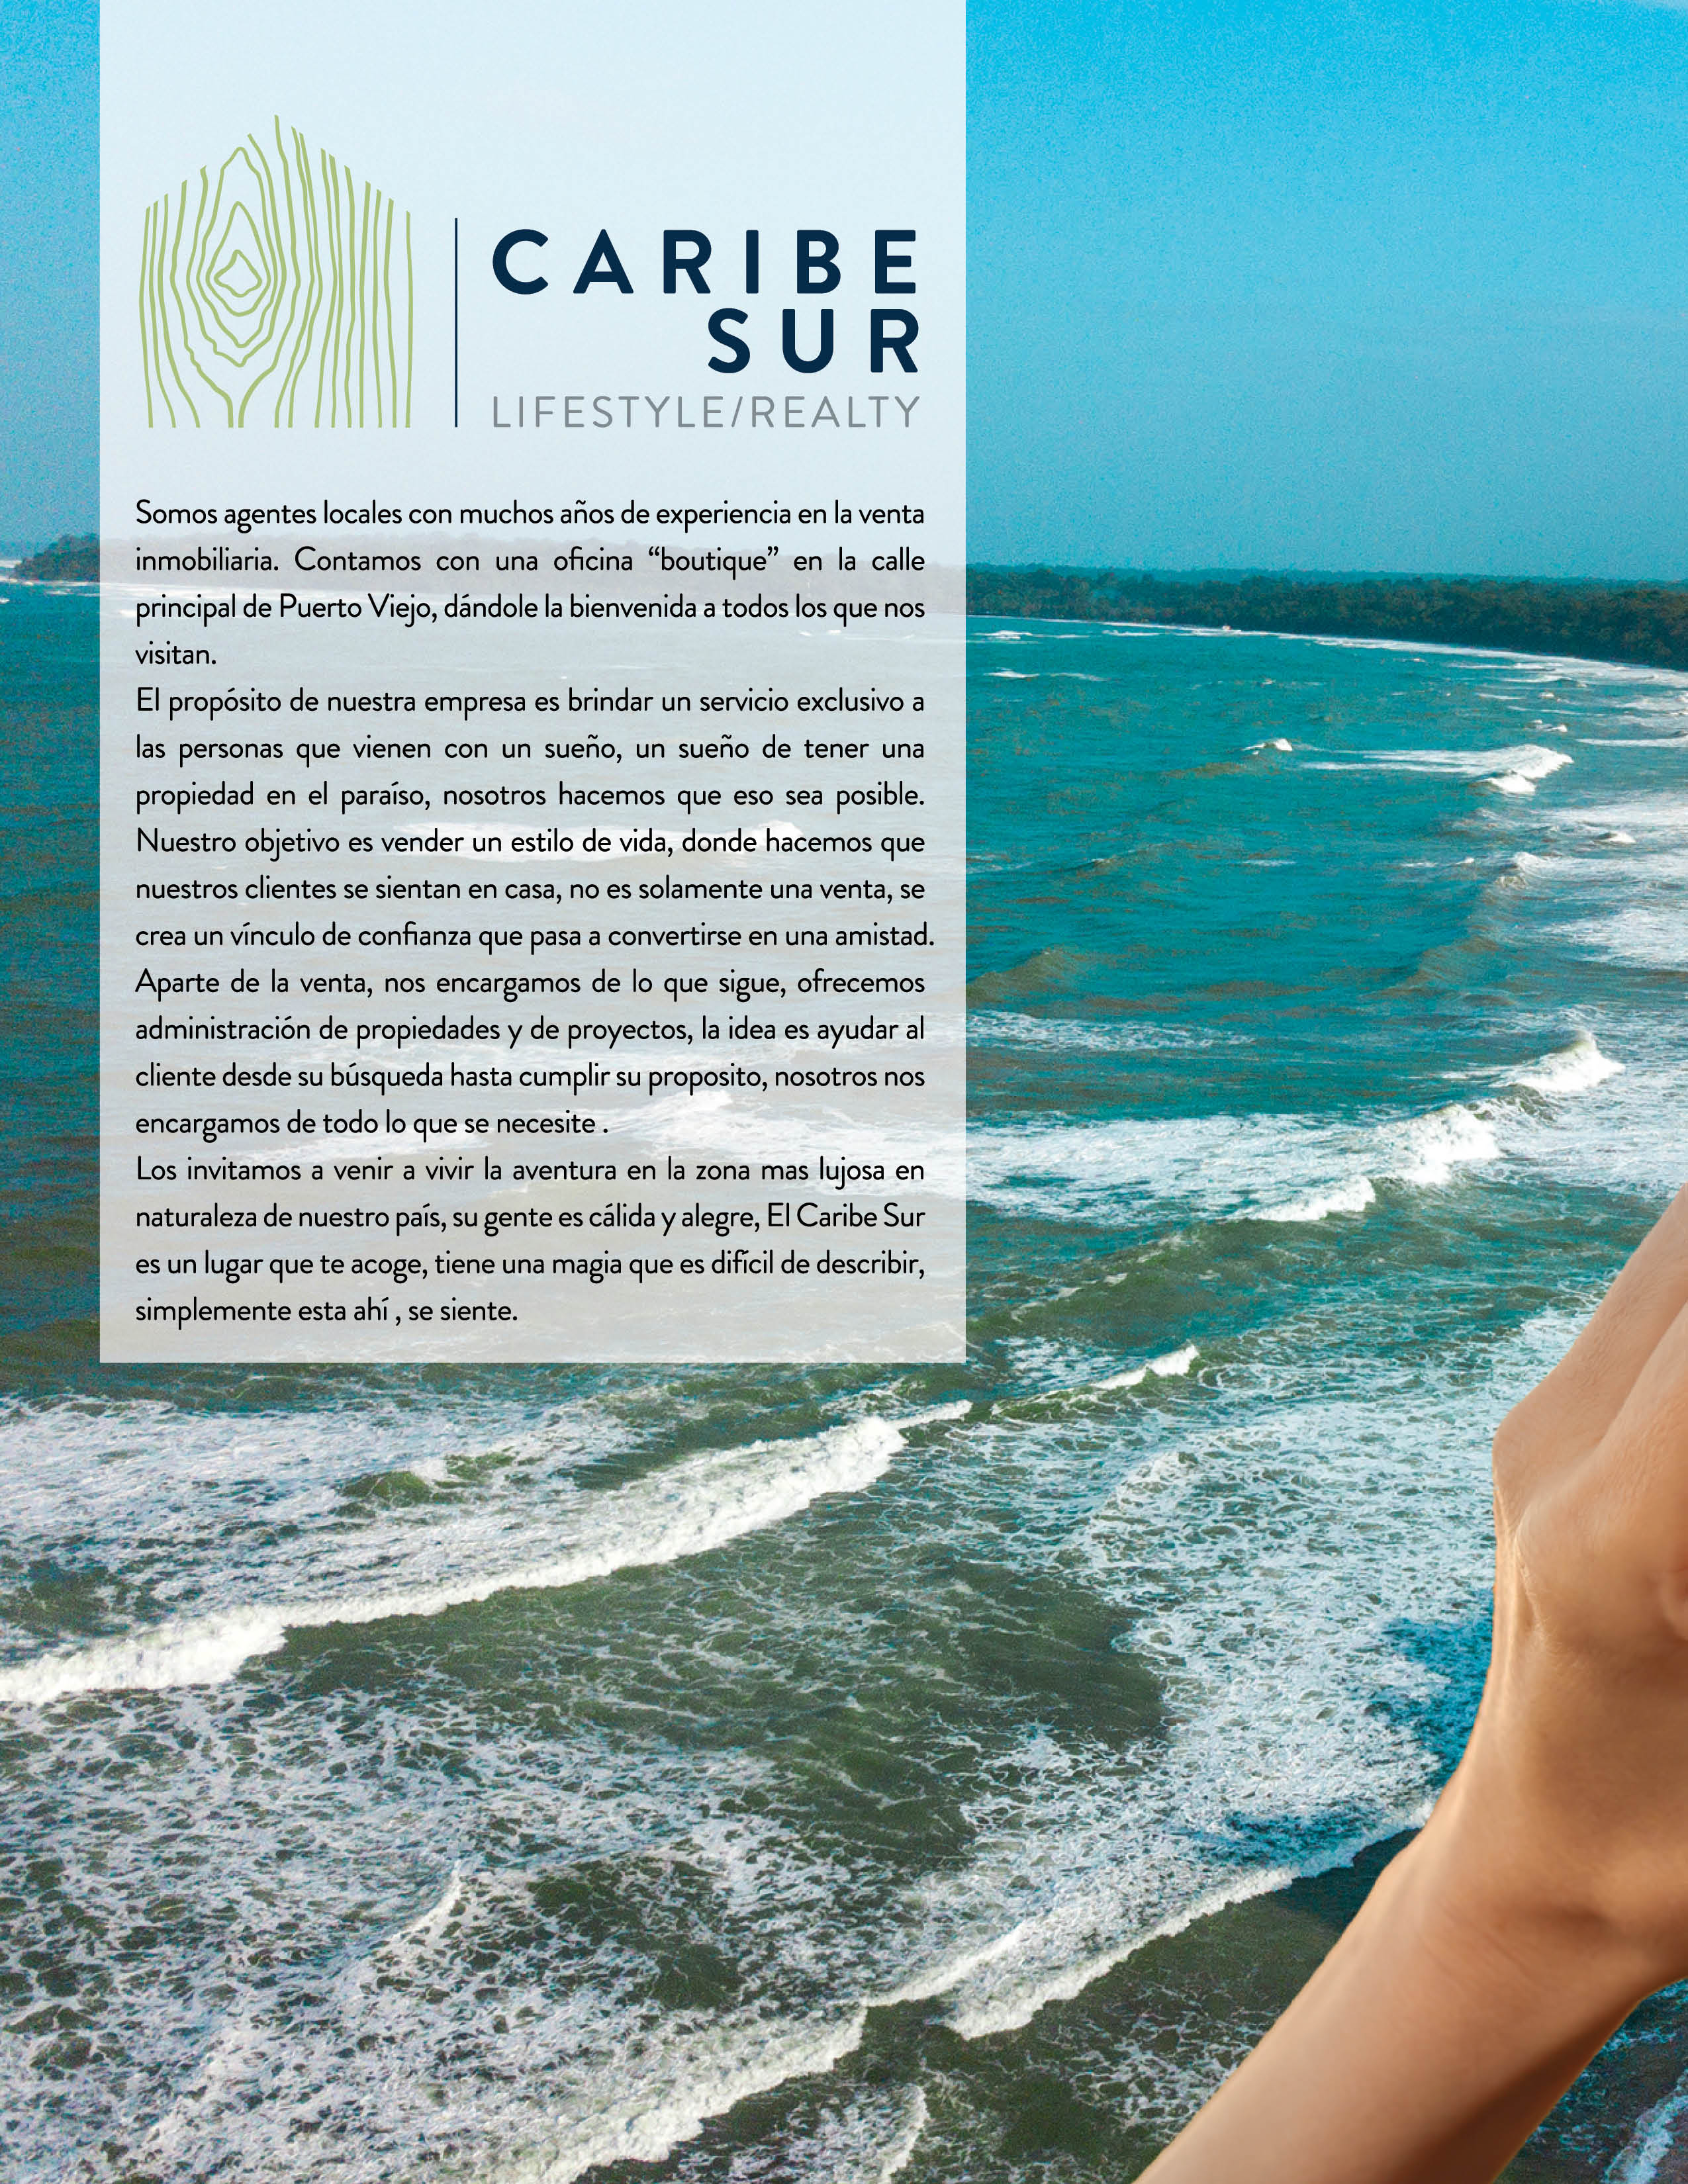 CARIBE
SUR
LIFESTYLE/REALTY
Somos agentes locales con muchos años de experiencia en la venta
inmobiliaria. Contamos con una oficina “boutique” en la calle
principal de Puerto Viejo, dándole la bienvenida a todos los que nos
visitan.
El propósito de nuestra empresa es brindar un servicio exclusivo a
las personas que vienen con un sueño, un sueño de tener una
propiedad en el paraíso, nosotros hacemos que eso sea posible.
Nuestro objetivo es vender un estilo de vida, donde hacemos que
nuestros clientes se sientan en casa, no es solamente una venta, se
crea un vínculo de confianza que pasa a convertirse en una amistad.
Aparte de la venta, nos encargamos de lo que sigue, ofrecemos
administración de propiedades y de proyectos, la idea es ayudar al
cliente desde su búsqueda hasta cumplir su proposito, nosotros nos
encargamos de todo lo que se necesite .
Los invitamos a venir a vivir la aventura en la zona mas lujosa en
naturaleza de nuestro país, su gente es cálida y alegre, El Caribe Sur
es un lugar que te acoge, tiene una magia que es difícil de describir,
simplemente esta ahí , se siente.